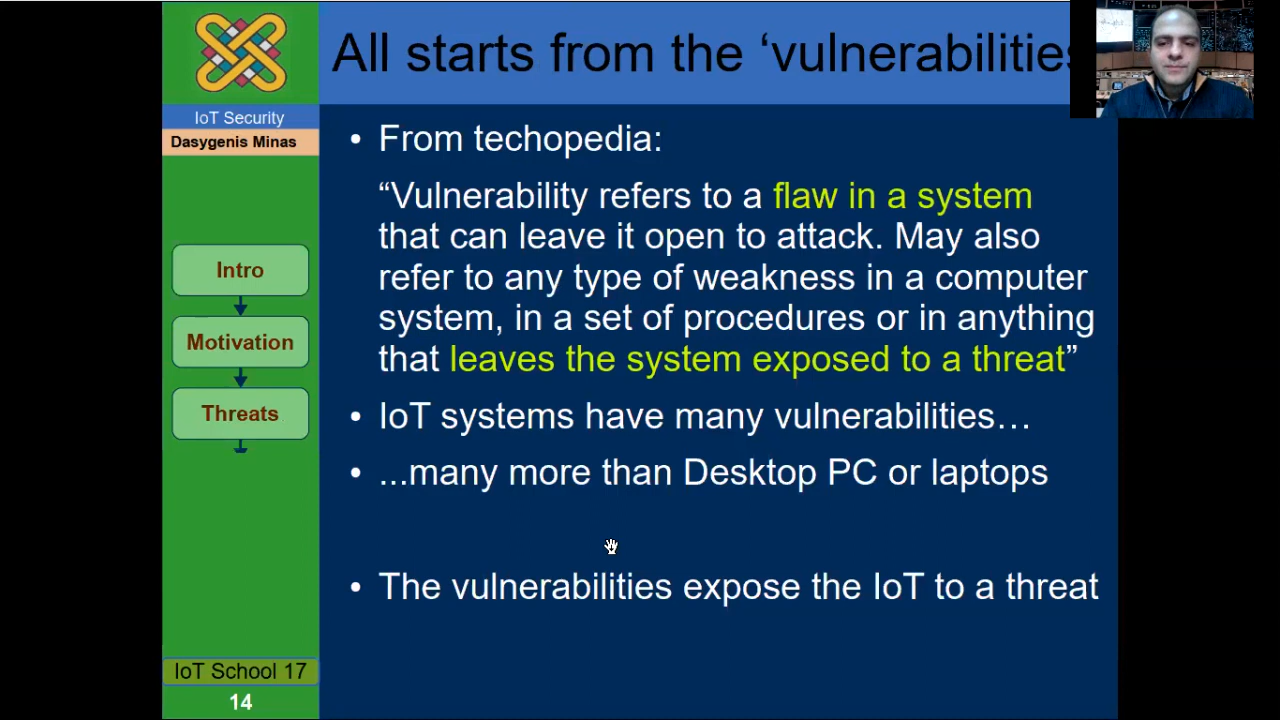 All starts from the ‘vulnerabilities
IoT Security
Dasygenis Minas
Intro
Motivation
Threats
IoT School 17
14
• From techopedia:
“Vulnerability refers to a flaw in a system
that can leave it open to attack. May also
refer to any type of weakness in a computer
system, in a set of procedures or in anything
that leaves the system exposed to a threat”
• IoT systems have many vulnerabilities…
• ...many more than Desktop PC or laptops
• The vulnerabilities expose the IoT to a threat